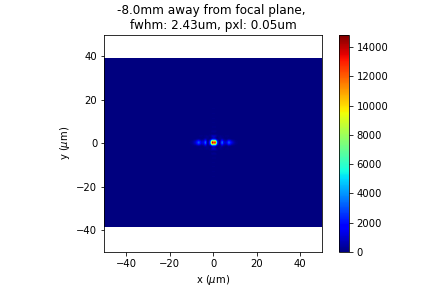 -8.0mm away from focal plane,
fwhm: 2.43um, pxl: 0.05um
40
20
0
−20
−40
y (μm)
−40 −20 0 20 40
x (μm)
14000
12000
10000
8000
6000
4000
2000
0